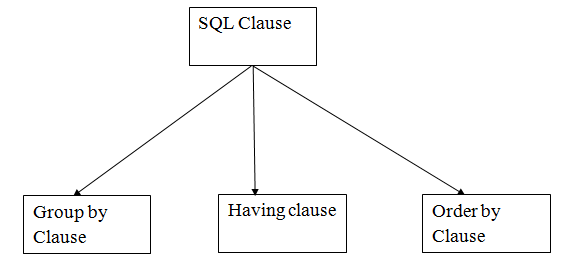 SQL Clause
Group by
Clause
Having clause
Order by
Clause